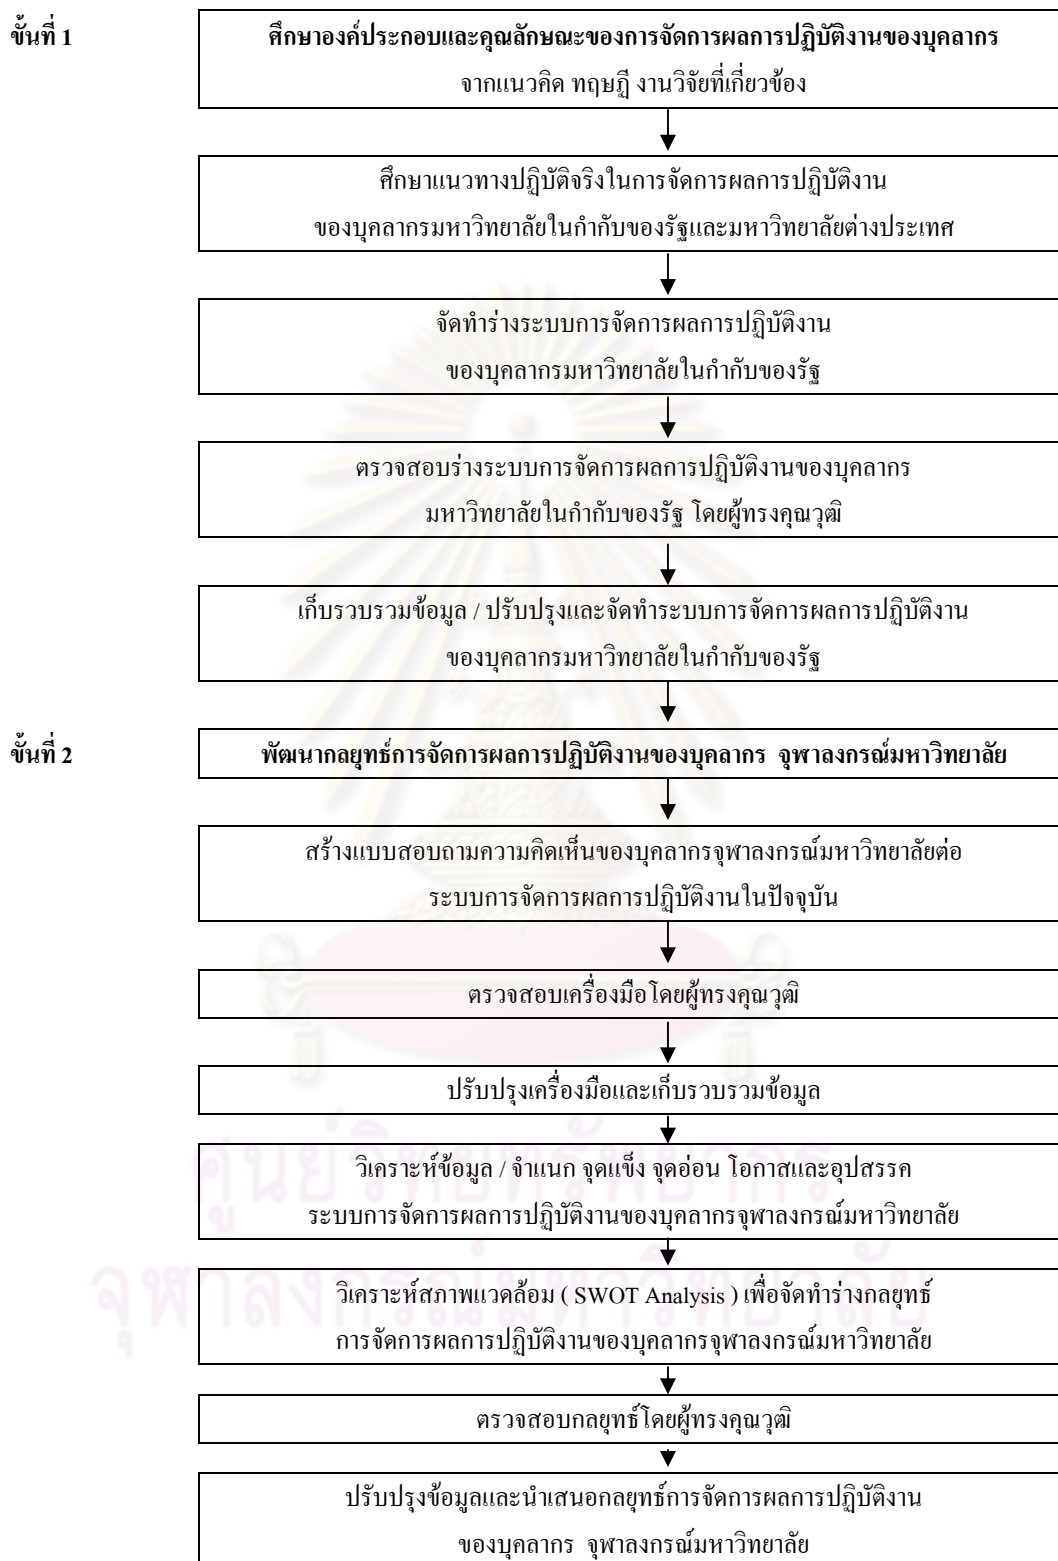 ขั้นที่ 1
ศึกษาองค์ประกอบและคุณลักษณะของการจัดการผลการปฏิบัติงานของบุคลากร
จากแนวคิด ทฤษฎี งานวิจัยที่เกี่ยวข้อง
ศึกษาแนวทางปฏิบัติจริงในการจัดการผลการปฏิบัติงาน
ของบุคลากรมหาวิทยาลัยในกำกับของรัฐและมหาวิทยาลัยต่างประเทศ
จัดทำร่างระบบการจัดการผลการปฏิบัติงาน
ของบุคลากรมหาวิทยาลัยในกำกับของรัฐ
ตรวจสอบร่างระบบการจัดการผลการปฏิบัติงานของบุคลากร
มหาวิทยาลัยในกำกับของรัฐ โดยผู้ทรงคุณวุฒิ
เก็บรวบรวมข้อมูล / ปรับปรุงและจัดทำระบบการจัดการผลการปฏิบัติงาน
ของบุคลากรมหาวิทยาลัยในกำกับของรัฐ
ขั้นที่ 2
พัฒนากลยุทธ์การจัดการผลการปฏิบัติงานของบุคลากร จุฬาลงกรณ์มหาวิทยาลัย
สร้างแบบสอบถามความคิดเห็นของบุคลากรจุฬาลงกรณ์มหาวิทยาลัยต่อ
ระบบการจัดการผลการปฏิบัติงานในปัจจุบัน
ตรวจสอบเครื่องมือโดยผู้ทรงคุณวุฒิ
ปรับปรุงเครื่องมือและเก็บรวบรวมข้อมูล
วิเคราะห์ข้อมูล / จำแนก จุดแข็ง จุดอ่อน โอกาสและอุปสรรค
ระบบการจัดการผลการปฏิบัติงานของบุคลากรจุฬาลงกรณ์มหาวิทยาลัย
ศูนย์วิทยทรัพยากร
จุฬาลงกรณ์มหาวิทยาลัย
วิเคราะห์สภาพแวดล้อม ( SWOT Analysis ) เพื่อจัดทำร่างกลยุทธ์
การจัดการผลการปฏิบัติงานของบุคลากรจุฬาลงกรณ์มหาวิทยาลัย
ตรวจสอบกลยุทธ์โดยผู้ทรงคุณวุฒิ
ปรับปรุงข้อมูลและนำเสนอกลยุทธ์การจัดการผลการปฏิบัติงาน
ของบุคลากร จุฬาลงกรณ์มหาวิทยาลัย